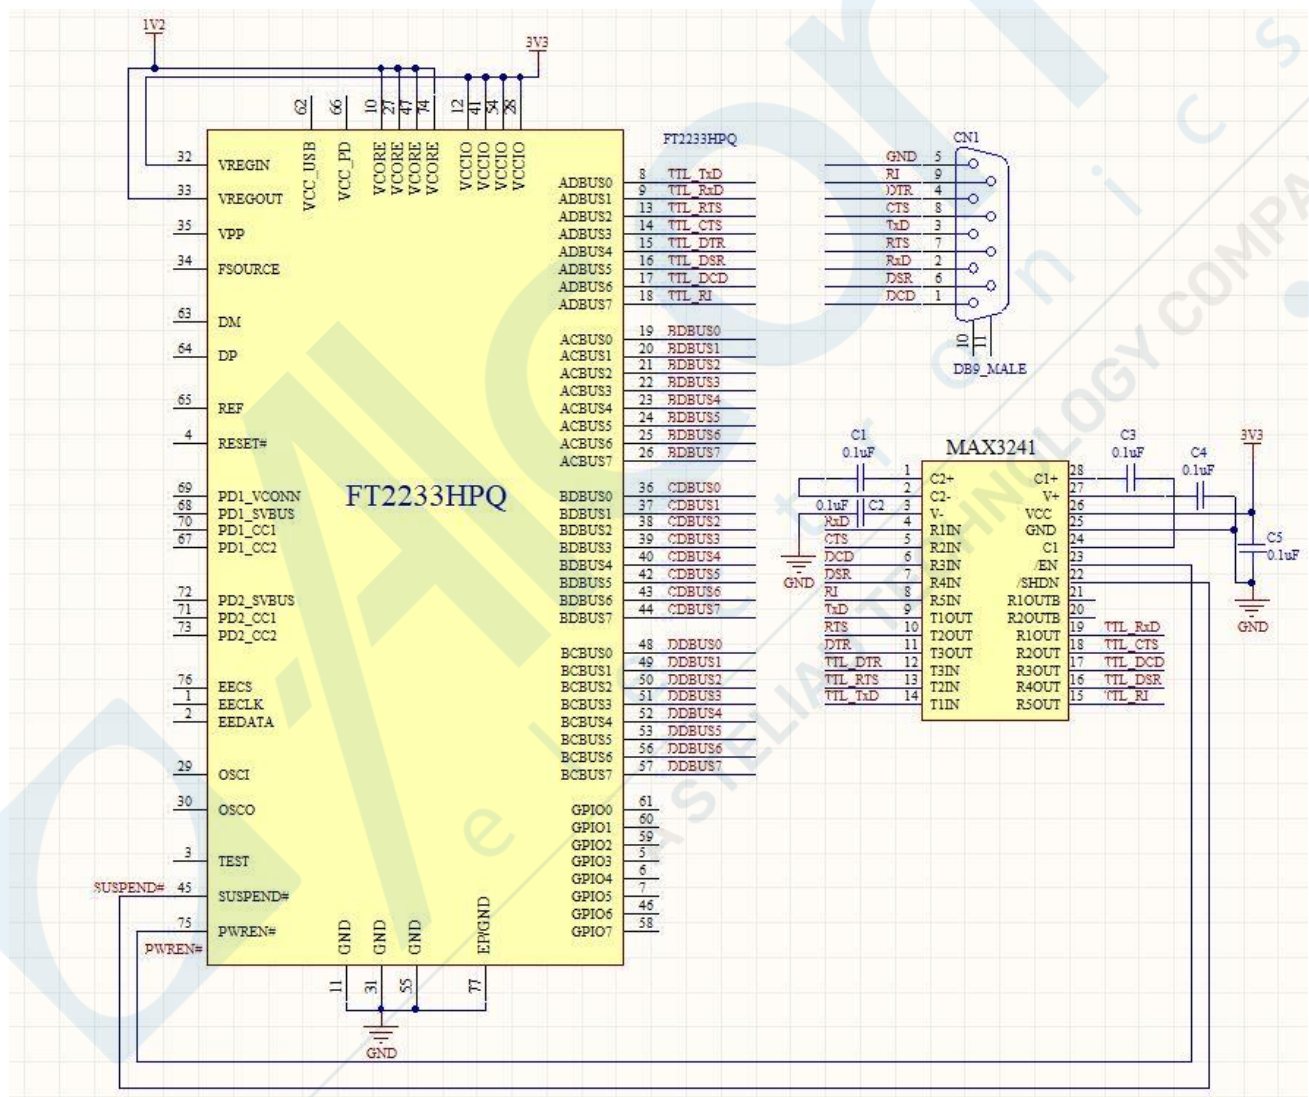 1V2
3V3
62
66
10
27
47
74
12
41
54
28
VCC_USB
VCC_PD
VCORE
VCORE
VCORE
VCORE
VCCIO
VCCIO
VCCIO
VCCIO
32 VREGIN
33 VREGOUT
35 VPP
34 FSOURCE
63 DM
64 DP
65 REF
4 RESET#
69 PD1_VCONN
68 PD1_SVBUS
70 PD1_CC1
67 PD1_CC2
72 PD2_SVBUS
71 PD2_CC1
73 PD2_CC2
76 EECS
1 EECLK
2 EEDATA
29 OSCI
30 OSCO
3 TEST
SUSPEND# 45 SUSPEND#
75 PWREN#
PWREN#
FT2233HPQ
FT2233HPQ
ADBUS0 8 TTL_TxD
ADBUS1 9 TTL_RxD
ADBUS2 13 TTL_RTS
ADBUS3 14 TTL_CTS
ADBUS4 15 TTL_DTR
ADBUS5 16 TTL_DSR
ADBUS6 17 TTL_DCD
ADBUS7 18 TTL_RI
ACBUS0 19 BDBUS0
ACBUS1 20 BDBUS1
ACBUS2 21 BDBUS2
ACBUS3 22 BDBUS3
ACBUS4 23 BDBUS4
ACBUS5 24 BDBUS5
ACBUS6 25 BDBUS6
ACBUS7 26 BDBUS7
BDBUS0 36 CDBUS0
BDBUS1 37 CDBUS1
BDBUS2 38 CDBUS2
BDBUS3 39 CDBUS3
BDBUS4 40 CDBUS4
BDBUS5 42 CDBUS5
BDBUS6 43 CDBUS6
BDBUS7 44 CDBUS7
BCBUS0 48 DDBUS0
BCBUS1 49 DDBUS1
BCBUS2 50 DDBUS2
BCBUS3 51 DDBUS3
BCBUS4 52 DDBUS4
BCBUS5 53 DDBUS5
BCBUS6 56 DDBUS6
BCBUS7 57 DDBUS7
GPIO0 61
GPIO1 60
GPIO2 59
GPIO3 5
GPIO4 6
GPIO5 7
GPIO6 46
GPIO7 58
GND
GND
GND
EP/GND
11
31
55
77
GND
CN1
GND 5
RI 9
DTR 4
CTS 8
TxD 3
RTS 7
RxD 2
DSR 6
DCD 1
10
11
DB9_MALE
MAX3241
C1
0.1uF
0.1uF C2
GND
C3
0.1uF
C4
0.1uF
3V3
C5
0.1uF
GND
1 C2+
2 C2-
3 V-
RxD 4 R1IN
CTS 5 R2IN
DCD 6 R3IN
DSR 7 R4IN
RI 8 R5IN
TxD 9 T1OUT
RTS 10 T2OUT
DTR 11 T3OUT
TTL_DTR 12 T3IN
TTL_RTS 13 T2IN
TTL_TxD 14 T1IN
C1+ 28
V+ 27
VCC 26
GND 25
C1 24
/EN 23
/SHDN 22
R1OUTB 21
R2OUTB 20
R1OUT 19 TTL_RxD
R2OUT 18 TTL_CTS
R3OUT 17 TTL_DCD
R4OUT 16 TTL_DSR
R5OUT 15 TTL_RI